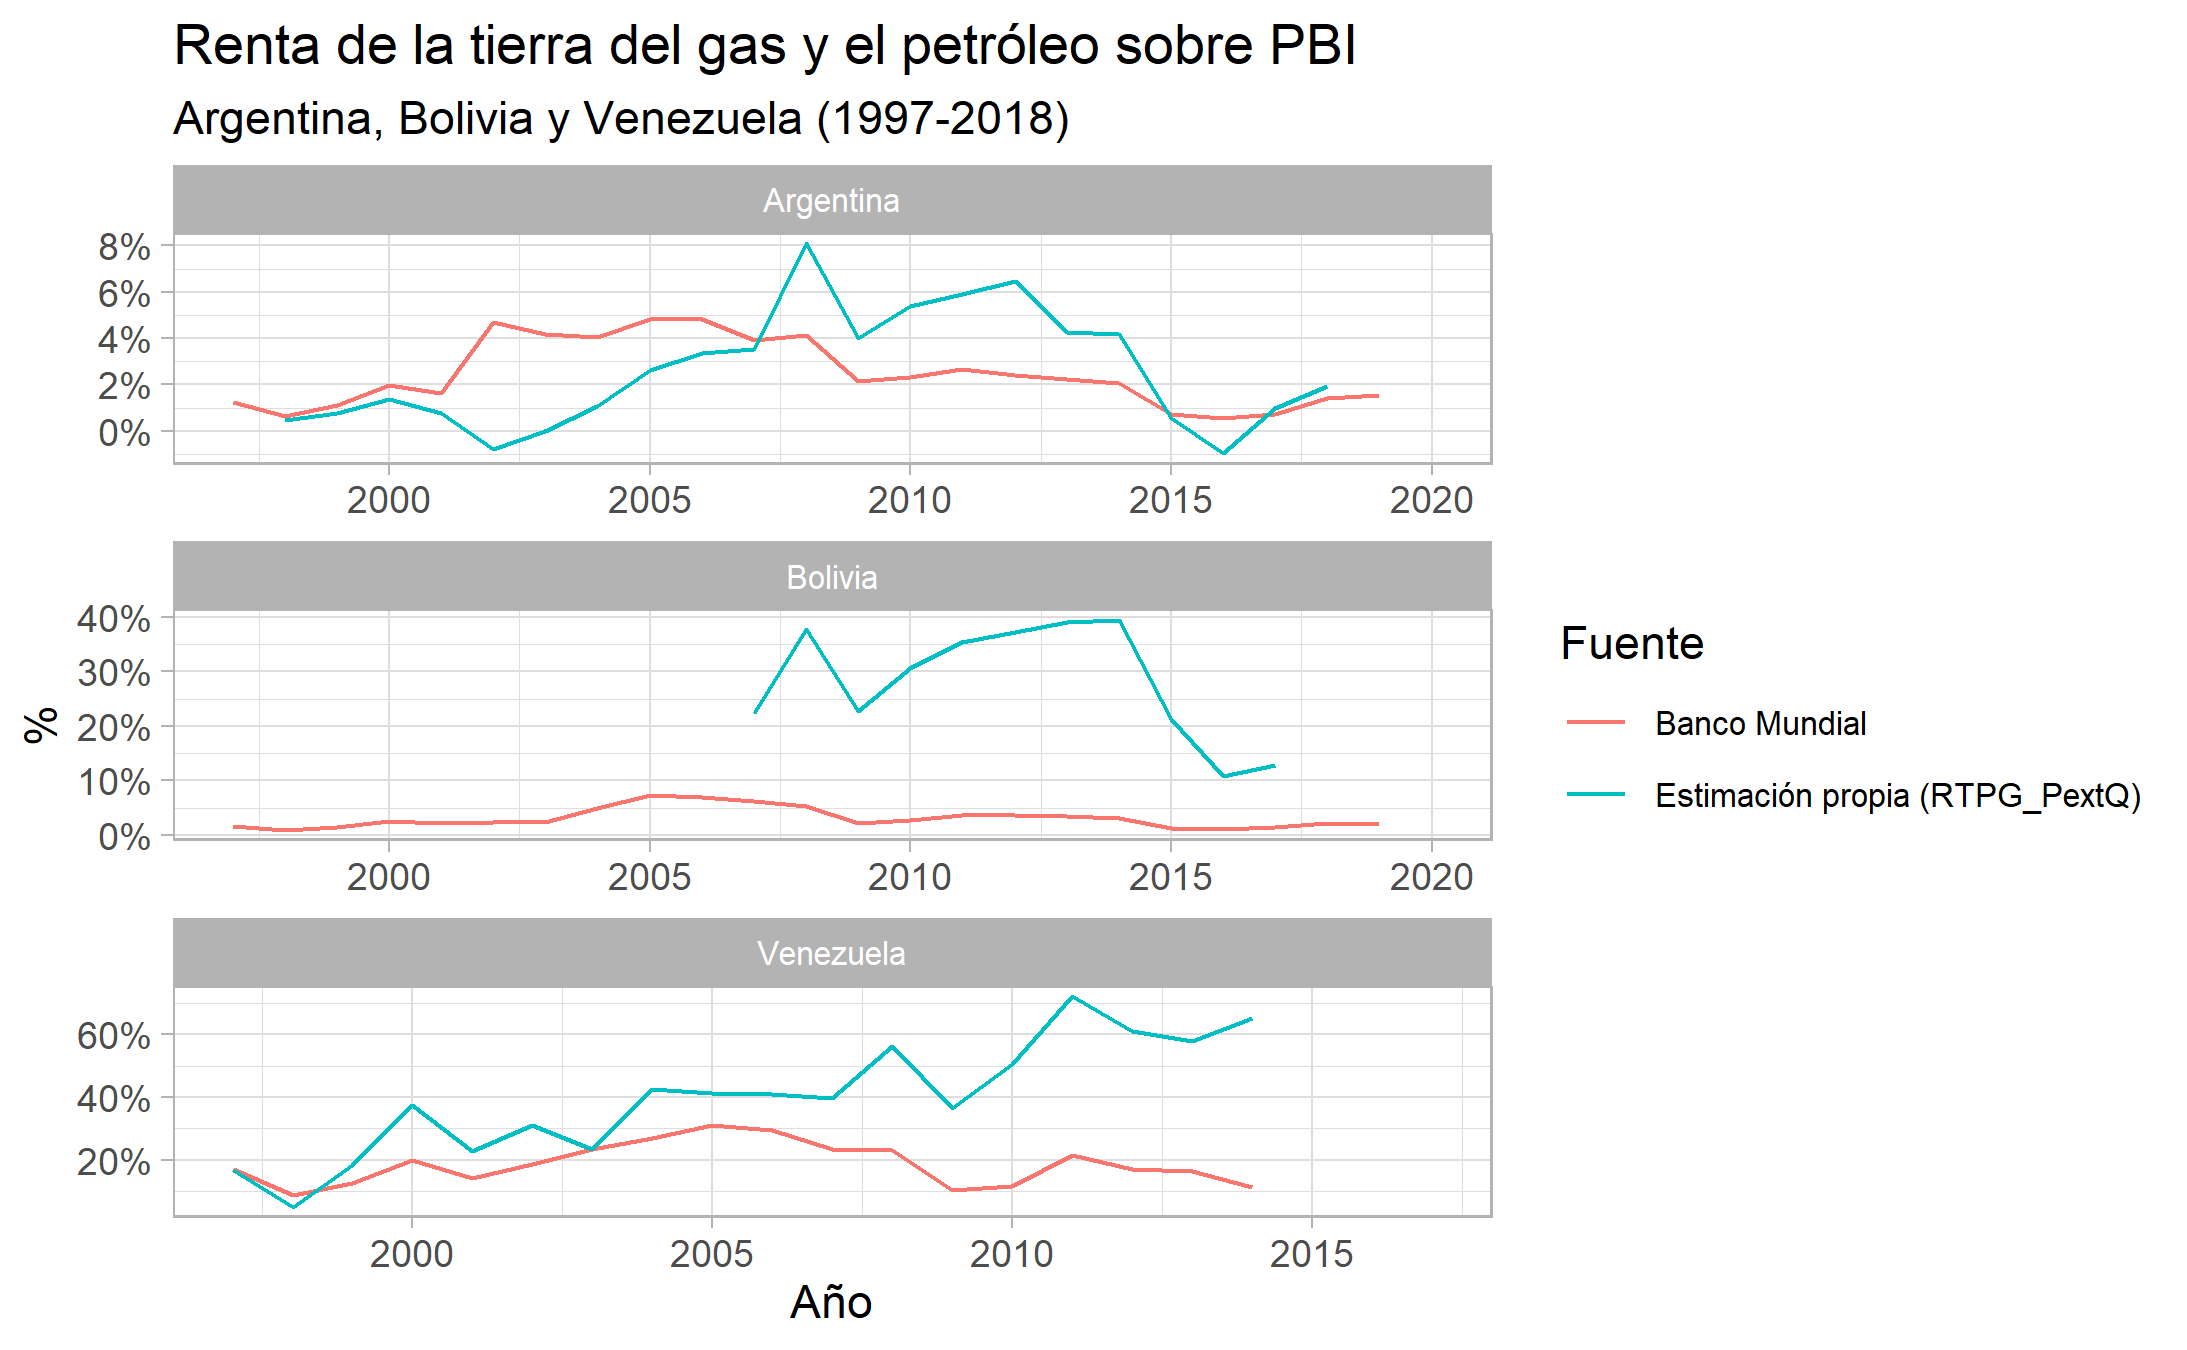 Renta de la tierra del gas y el petróleo sobre PBI
Argentina, Bolivia y Venezuela (1997-2018)
Argentina
8%
6%
4%
2%
0%
2000 2005 2010 2015 2020
Bolivia
40%
30%
20%
10%
0%
2000 2005 2010 2015 2020
Venezuela
60%
40%
20%
2000 2005 2010 2015
%
Año
Fuente
Banco Mundial
Estimación propia (RTPG_PextQ)